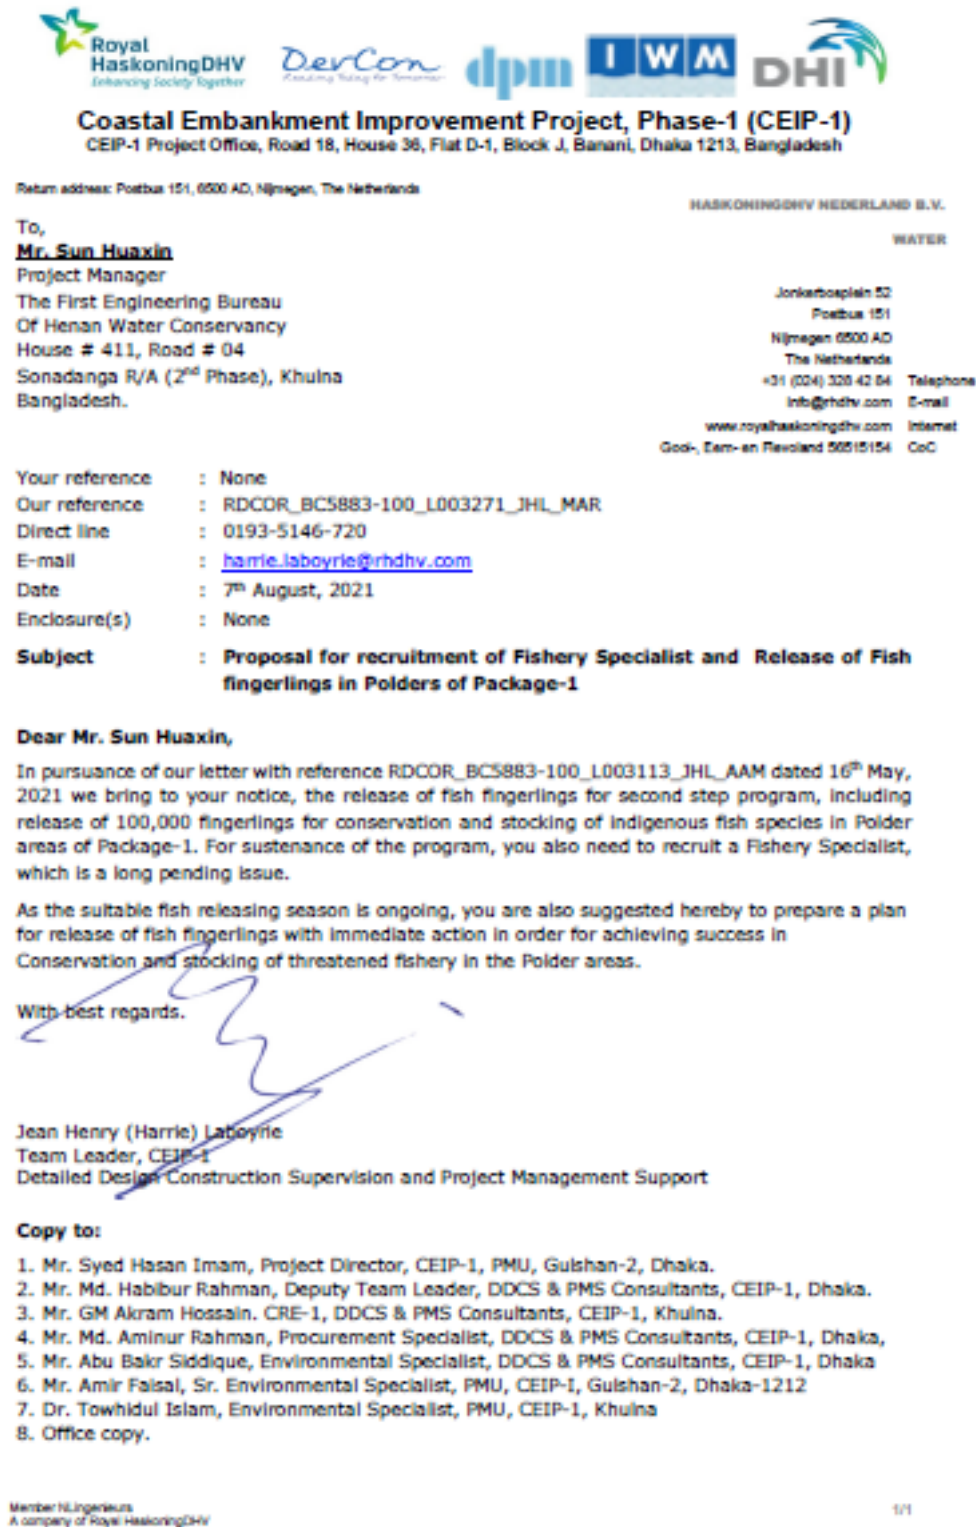 Royal
HaskoningDHV
Enhancing Society Together
DevCon
dpm
IWM
DHI
Coastal Embankment Improvement Project, Phase-1 (CEIP-1)
CEIP-1 Project Office, Road 18, House 36, Flat D-1, Block J, Banani, Dhaka 1213, Bangladesh
Return address: Postbus 151, 6500 AD, Nijmegen, The Netherlands
HASKONINGDHV NEDERLAND B.V.
WATER
To,
Mr. Sun Huaxin
Project Manager
The First Engineering Bureau
Of Henan Water Conservancy
House # 411, Road # 04
Sonadanga R/A (2nd Phase), Khulna
Bangladesh.
Jonkerbosplein 52
Postbus 151
Nijmegen 6500 AD
The Netherlands
+31 (024) 328 42 84 Telephone
info@rhdhv.com E-mail
www.royalhaskoningdhv.com Internet
Gooi-, Eem- en Flevoland 56515154 CoC
Your reference : None
Our reference : RDCOR_BC5883-100_L003271_JHL_MAR
Direct line : 0193-5146-720
E-mail : harrie.laboyrie@rhdhv.com
Date : 7th August, 2021
Enclosure(s) : None
Subject : Proposal for recruitment of Fishery Specialist and Release of Fish
fingerlings in Polders of Package-1
Dear Mr. Sun Huaxin,
In pursuance of our letter with reference RDCOR_BC5883-100_L003113_JHL_AAM dated 16th May,
2021 we bring to your notice, the release of fish fingerlings for second step program, including
release of 100,000 fingerlings for conservation and stocking of indigenous fish species in Polder
areas of Package-1. For sustenance of the program, you also need to recruit a Fishery Specialist,
which is a long pending issue.
As the suitable fish releasing season is ongoing, you are also suggested hereby to prepare a plan
for release of fish fingerlings with immediate action in order for achieving success in
Conservation and stocking of threatened fishery in the Polder areas.
With best regards.
Jean Henry (Harrie) Laboyrie
Team Leader, CEIP-1
Detailed Design Construction Supervision and Project Management Support
Copy to:
1. Mr. Syed Hasan Imam, Project Director, CEIP-1, PMU, Gulshan-2, Dhaka.
2. Mr. Md. Habibur Rahman, Deputy Team Leader, DDCS & PMS Consultants, CEIP-1, Dhaka.
3. Mr. GM Akram Hossain. CRE-1, DDCS & PMS Consultants, CEIP-1, Khulna.
4. Mr. Md. Aminur Rahman, Procurement Specialist, DDCS & PMS Consultants, CEIP-1, Dhaka,
5. Mr. Abu Bakr Siddique, Environmental Specialist, DDCS & PMS Consultants, CEIP-1, Dhaka
6. Mr. Amir Faisal, Sr. Environmental Specialist, PMU, CEIP-I, Gulshan-2, Dhaka-1212
7. Dr. Towhidul Islam, Environmental Specialist, PMU, CEIP-1, Khulna
8. Office copy.
Member NLingenieurs
A company of Royal HaskoningDHV
1/1